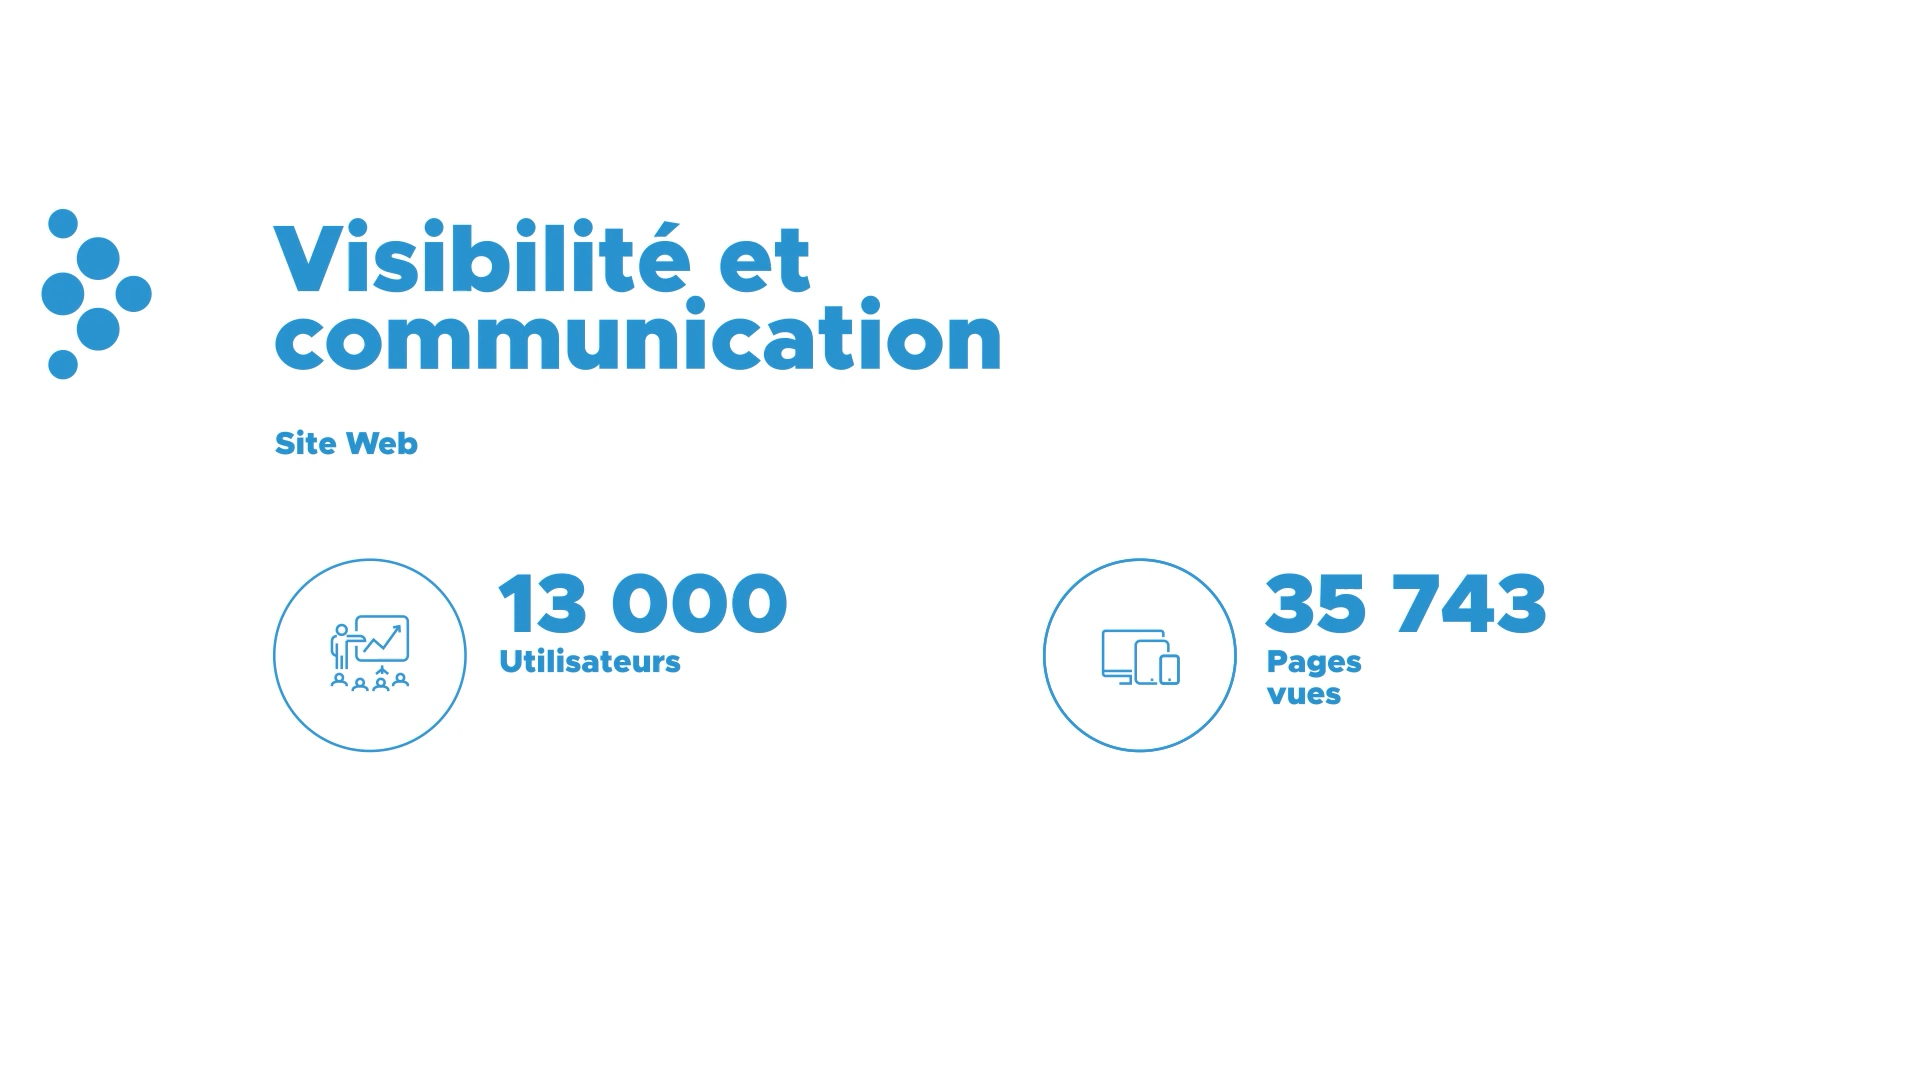 Visibilité et
communication
Site Web
13 000
Utilisateurs
35 743
Pages
vues